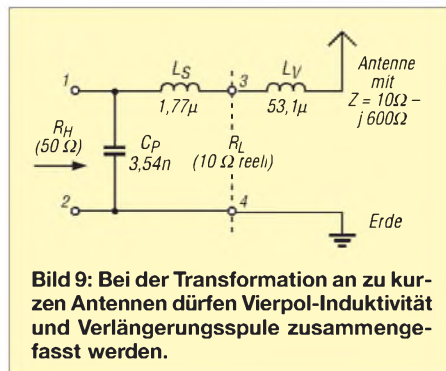 1
L_S
1,77µ
3
L_V
53,1µ
Antenne
mit
Z = 10Ω –
j 600Ω
R_H
(50 Ω)
C_P
3,54n
R_L
(10 Ω reell)
2
4
Erde
Bild 9: Bei der Transformation an zu kur-
zen Antennen dürfen Vierpol-Induktivität
und Verlängerungsspule zusammenge-
fasst werden.